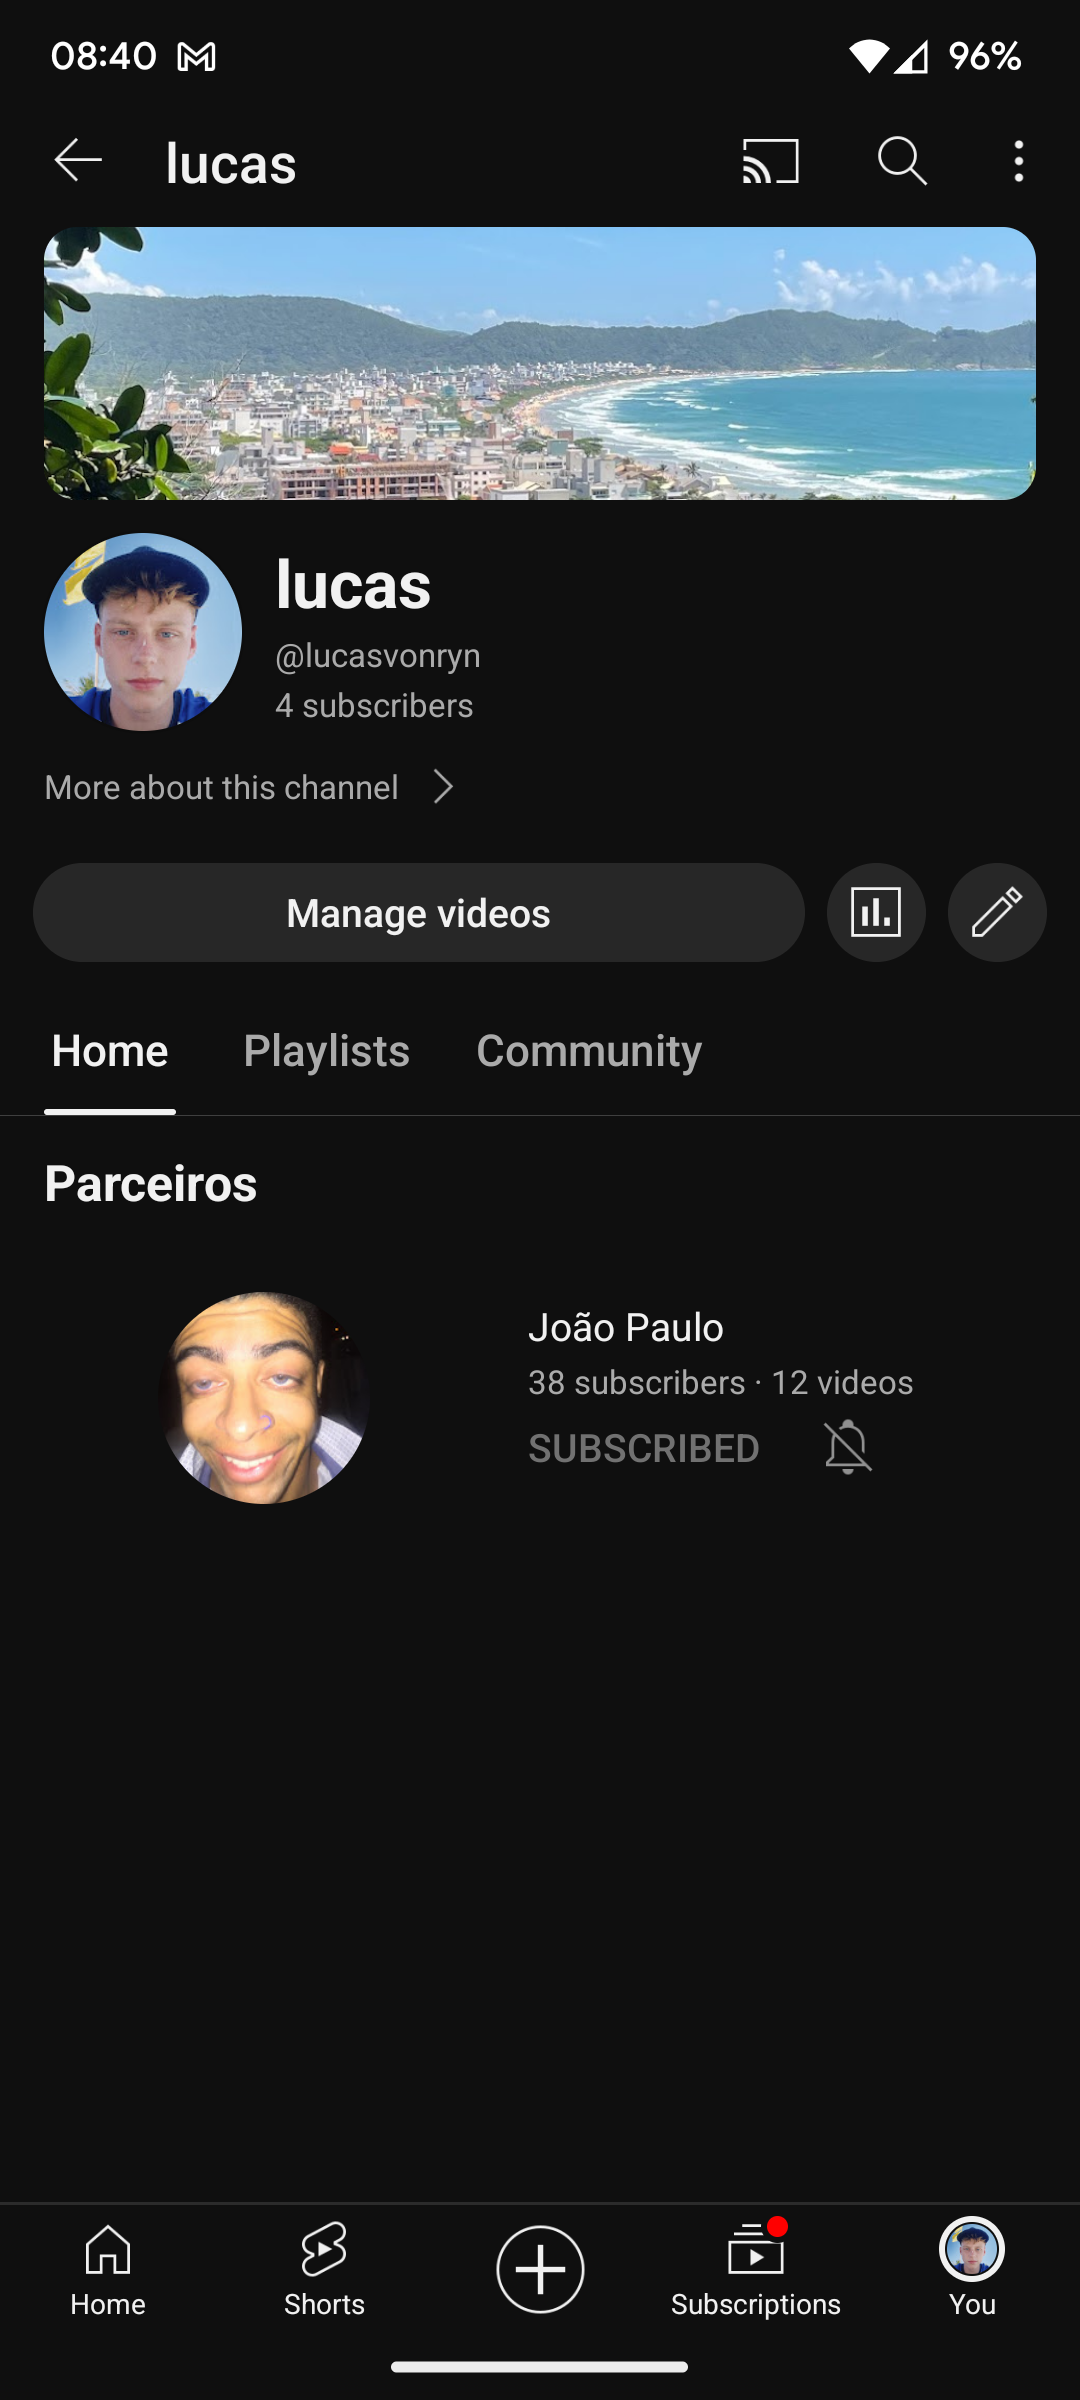 08:40 96%
lucas
lucas
@lucasvonryn
4 subscribers
More about this channel
Manage videos
Home Playlists Community
Parceiros
João Paulo
38 subscribers · 12 videos
SUBSCRIBED
Home Shorts Subscriptions You